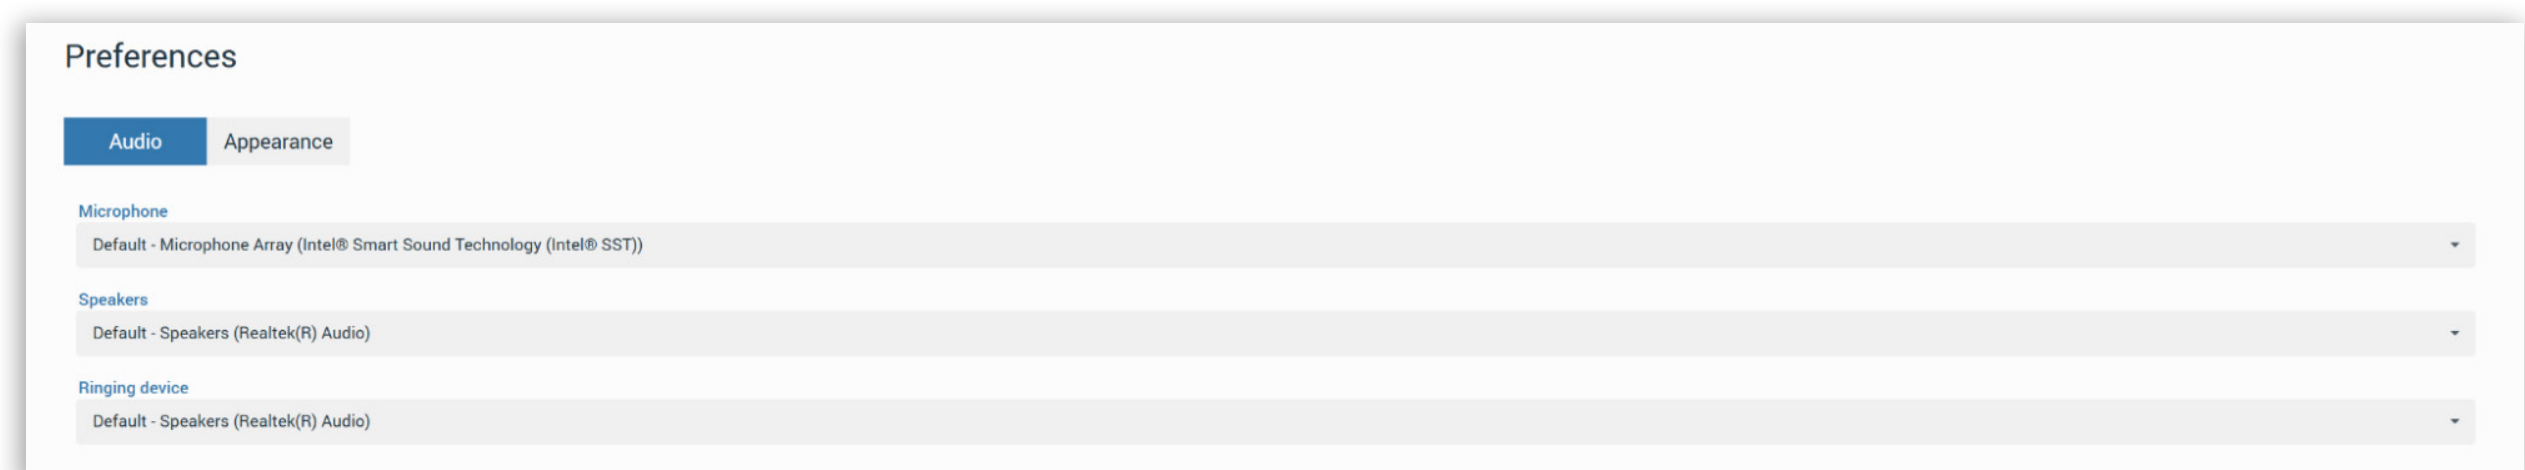 Preferences
Audio Appearance
Microphone
Default - Microphone Array (Intel® Smart Sound Technology (Intel® SST))
Speakers
Default - Speakers (Realtek(R) Audio)
Ringing device
Default - Speakers (Realtek(R) Audio)